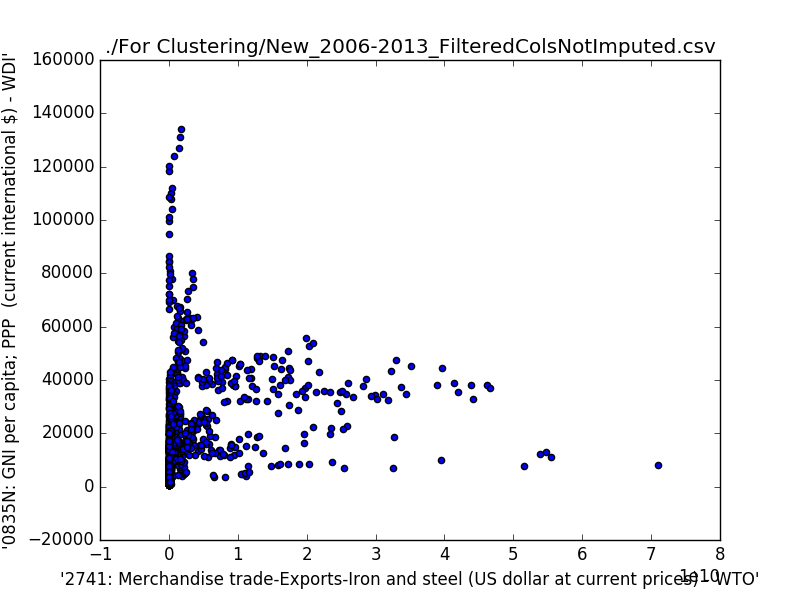 ./For Clustering/New_2006-2013_FilteredColsNotImputed.csv
'0835N: GNI per capita; PPP (current international $) - WDI'
160000
140000
120000
100000
80000
60000
40000
20000
0
−20000
−1 0 1 2 3 4 5 6 7 8
1e10
'2741: Merchandise trade-Exports-Iron and steel (US dollar at current prices) - WTO'